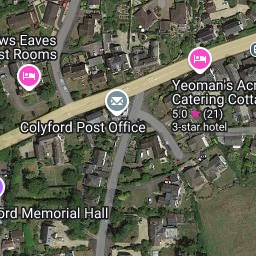 ws Eaves
st Rooms
Yeoman's Acr
Catering Cotta
5.0 ★ (21)
3-star hotel
Colyford Post Office
ord Memorial Hall